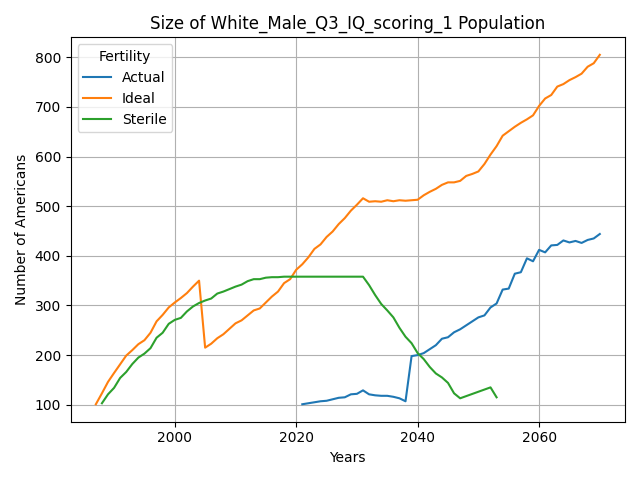 Size of White_Male_Q3_IQ_scoring_1 Population
Fertility
Actual
Ideal
Sterile
Number of Americans
800
700
600
500
400
300
200
100
2000
2020
2040
2060
Years